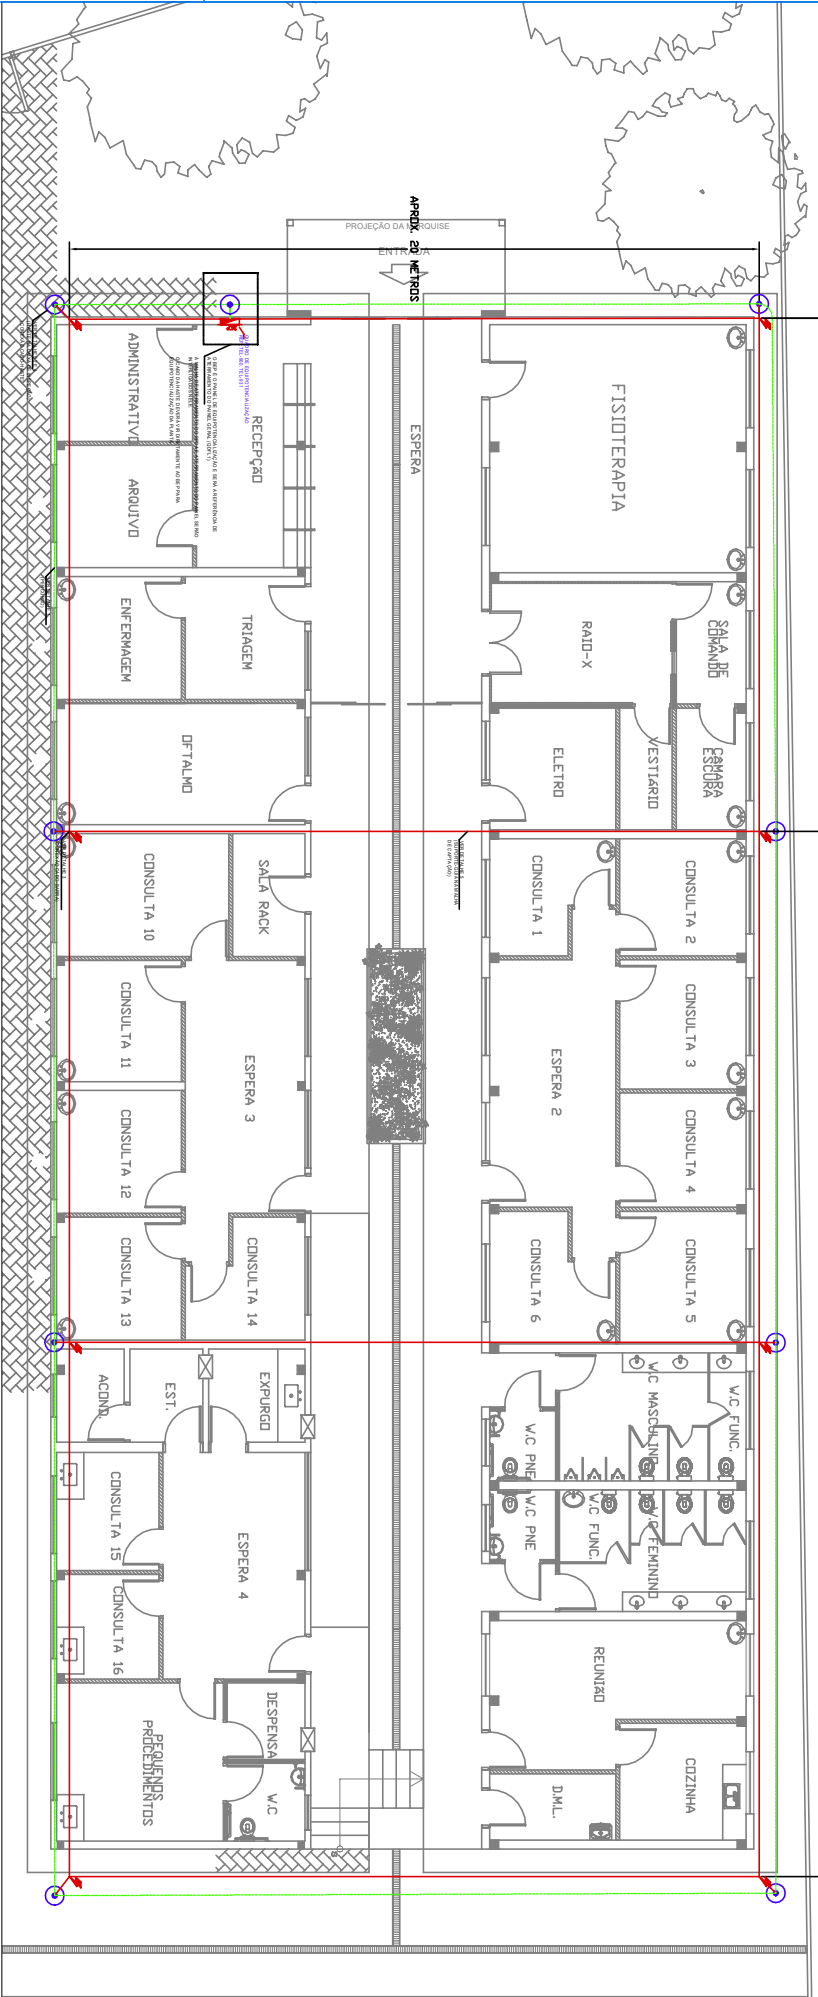 PROJEÇÃO DA MARQUISE
ENTRADA
APROX. 20 METROS
ADMINISTRATIVO
ARQUIVO
RECEPÇÃO
ESPERA
FISIOTERAPIA
ENFERMAGEM
TRIAGEM
RAIO-X
SALA DE
COMANDO
OFTALMO
ELETRO
VESTIÁRIO
CAMARA
ESCURA
CONSULTA 10
SALA RACK
CONSULTA 1
CONSULTA 2
CONSULTA 11
ESPERA 3
ESPERA 2
CONSULTA 3
CONSULTA 12
CONSULTA 4
CONSULTA 13
CONSULTA 14
CONSULTA 6
CONSULTA 5
ACOND.
EST.
EXPURGO
W.C PNE
W.C MASCULINO
W.C FUNC.
CONSULTA 15
ESPERA 4
W.C PNE
W.C FUNC.
W.C FEMININO
CONSULTA 16
REUNIÃO
PEQUENOS
PROCEDIMENTOS
DESPENSA
W.C
D.M.L.
COZINHA
S